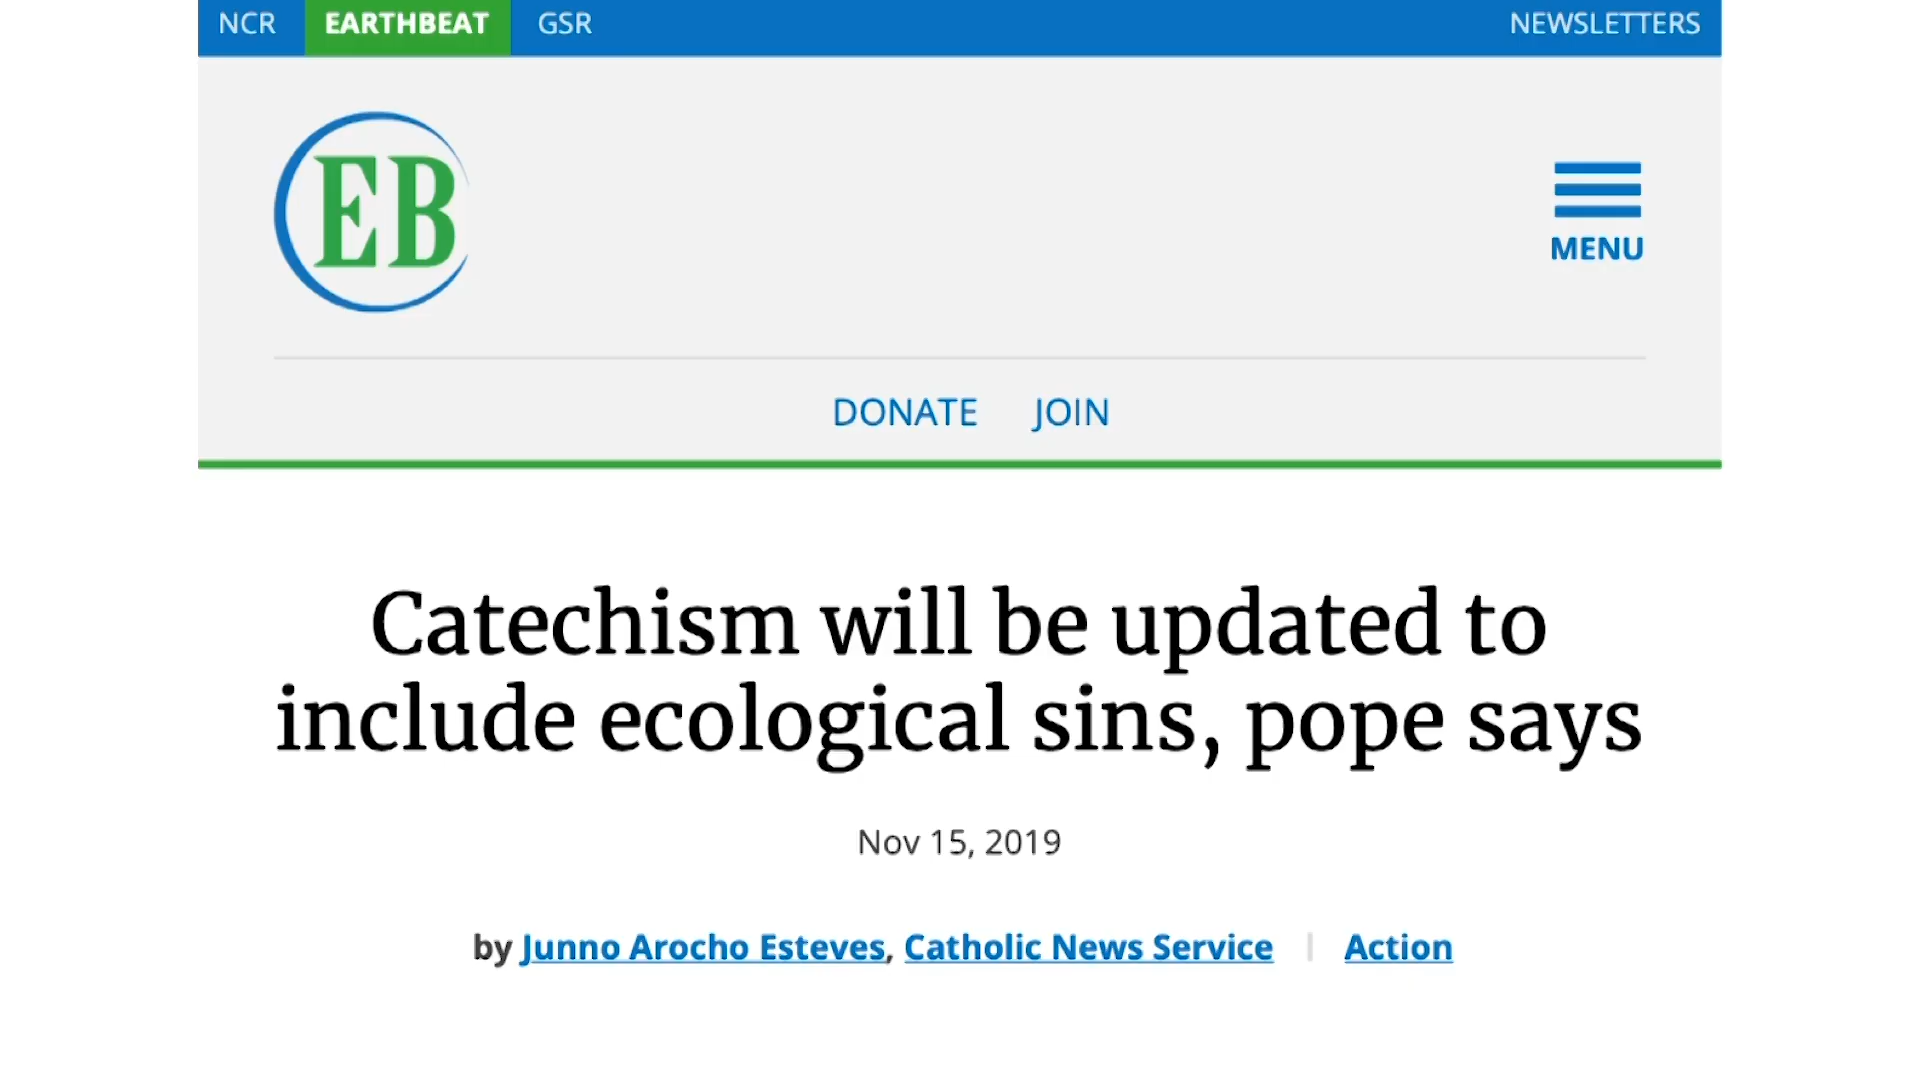 NCR EARTHBEAT GSR NEWSLETTERS
EB
MENU
DONATE JOIN
Catechism will be updated to
include ecological sins, pope says
Nov 15, 2019
by Junno Arocho Esteves, Catholic News Service | Action